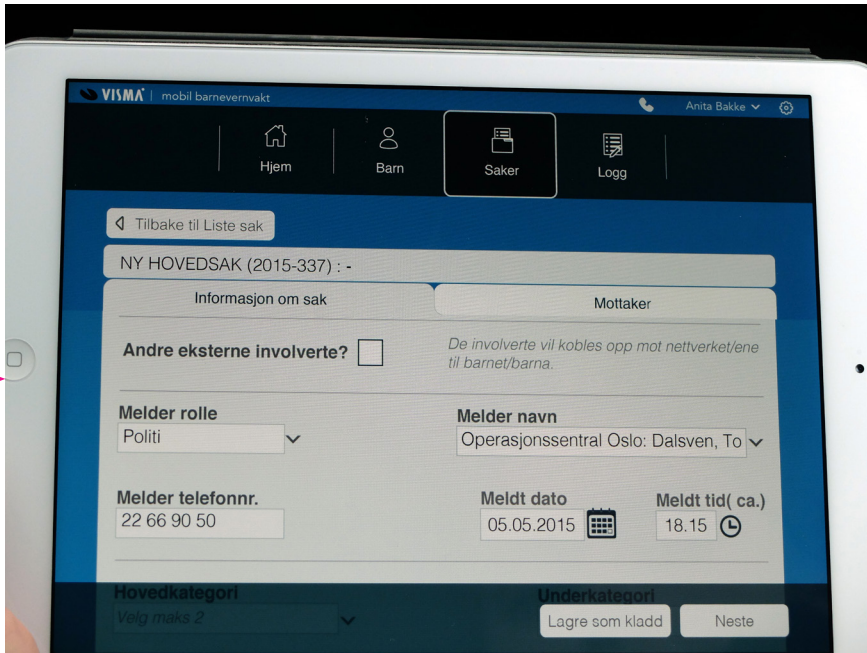 VISMA | mobil barnevernvakt
Anita Bakke
Hjem
Barn
Saker
Logg
Tilbake til Liste sak
NY HOVEDSAK (2015-337) : -
Informasjon om sak
Mottaker
Andre eksterne involverte?
De involverte vil kobles opp mot nettverket/ene
til barnet/barna.
Melder rolle
Melder navn
Politi
Operasjonssentral Oslo: Dalsven, To
Melder telefonnr.
Meldt dato
Meldt tid( ca.)
22 66 90 50
05.05.2015
18.15
Hovedkategori
Underkategori
Velg maks 2
Lagre som kladd
Neste